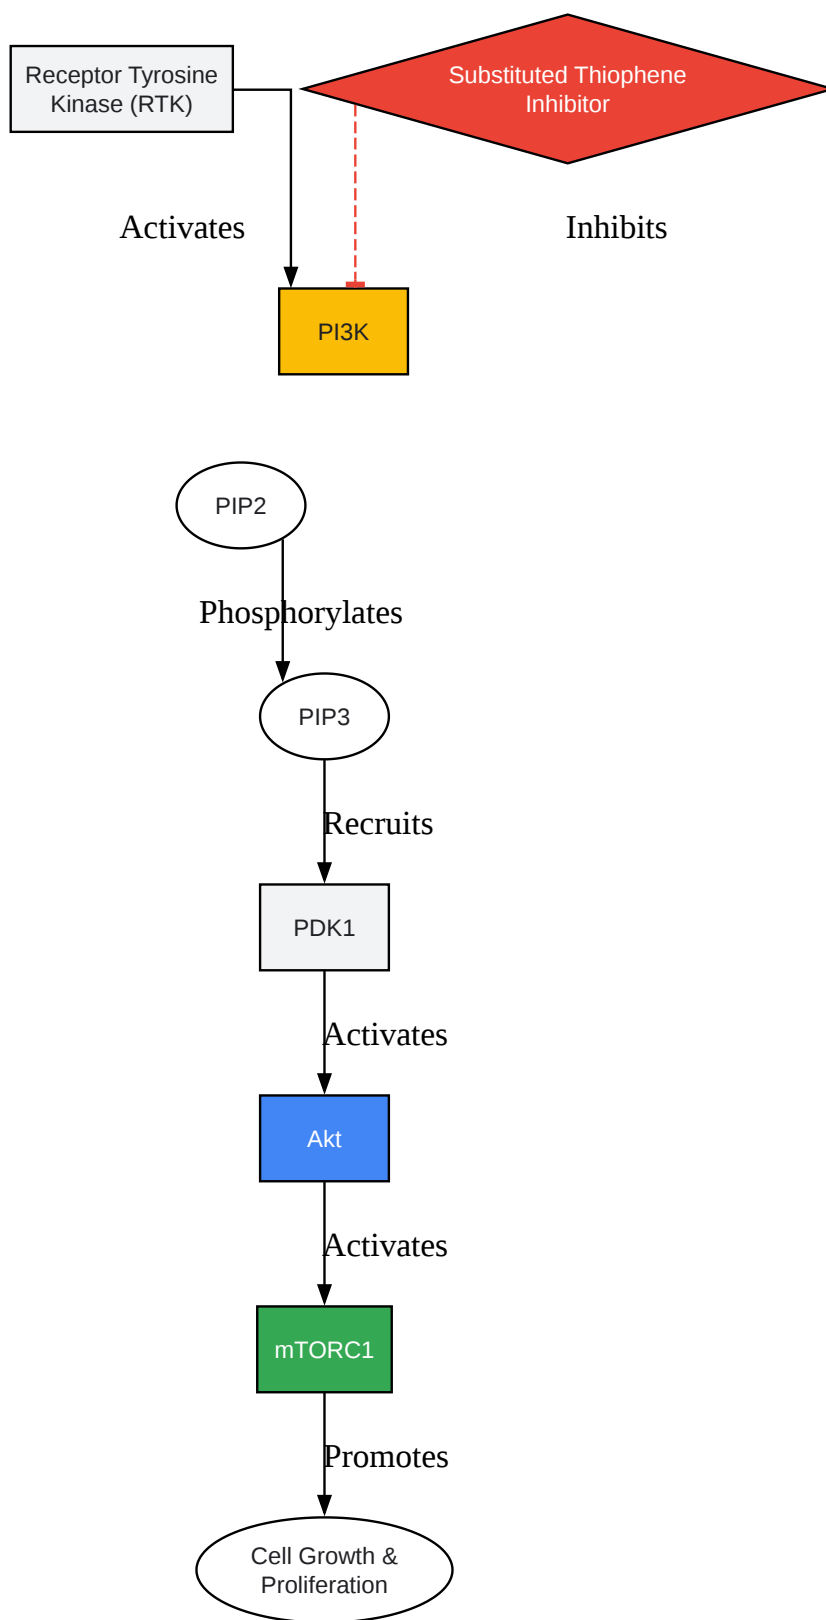 Receptor Tyrosine
Kinase (RTK)
Substituted Thiophene
Inhibitor
Activates
Inhibits
PI3K
PIP2
Phosphorylates
PIP3
Recruits
PDK1
Activates
Akt
Activates
mTORC1
Promotes
Cell Growth &
Proliferation